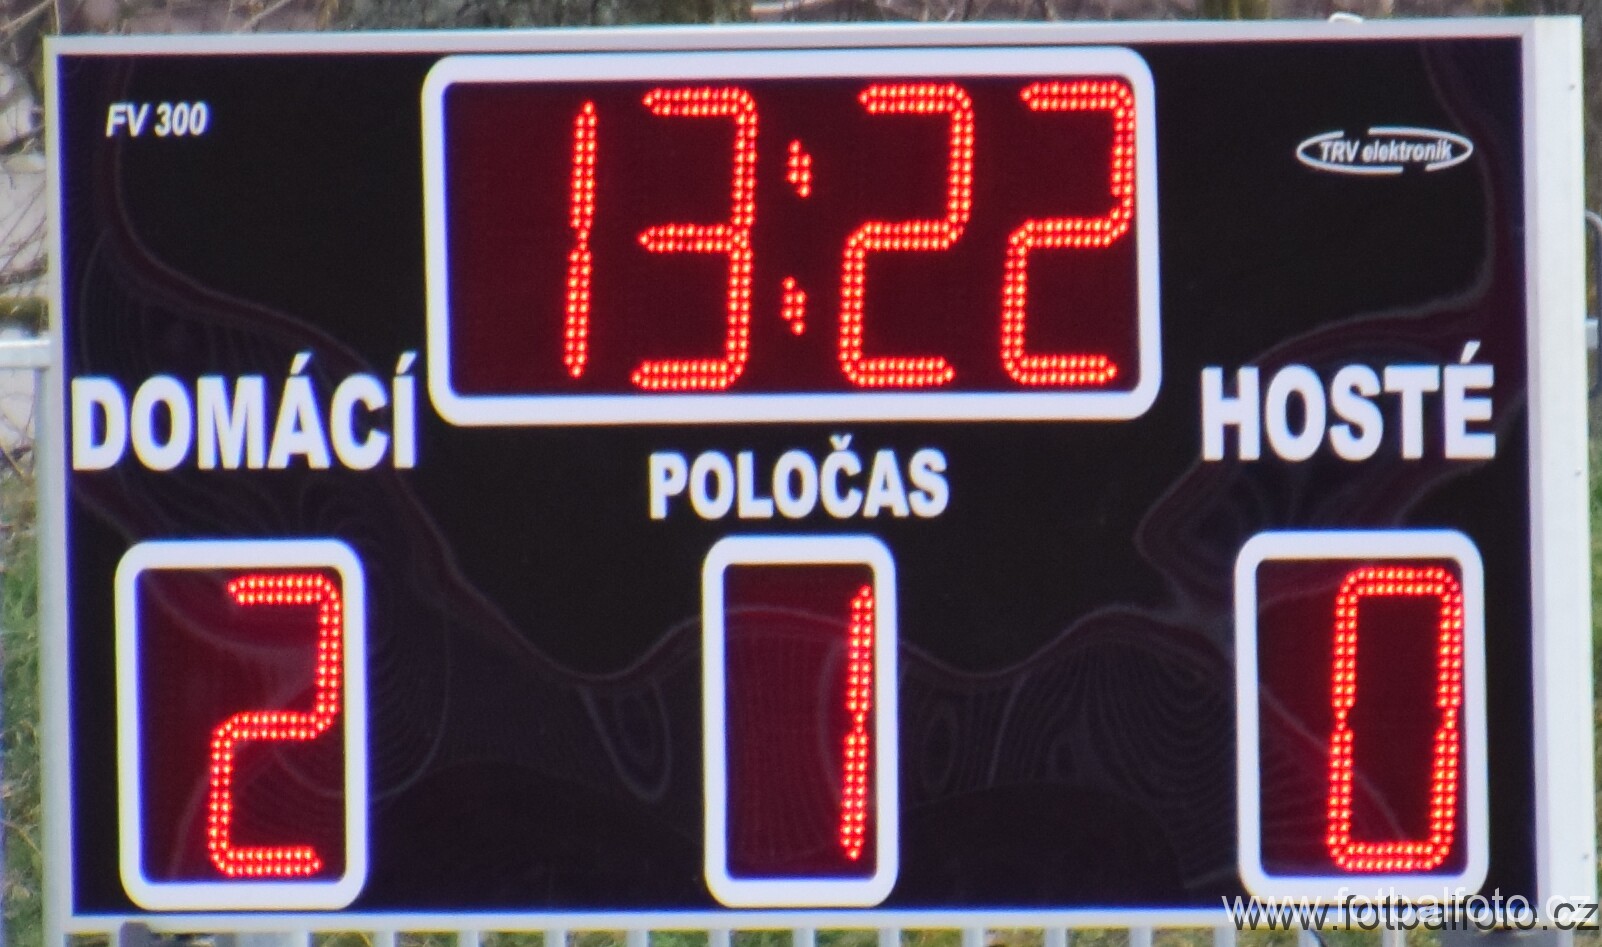 FV 300
13:22
TRV elektronik
DOMÁCÍ
HOSTÉ
POLOČAS
2
1
0
www.fotbalfoto.cz